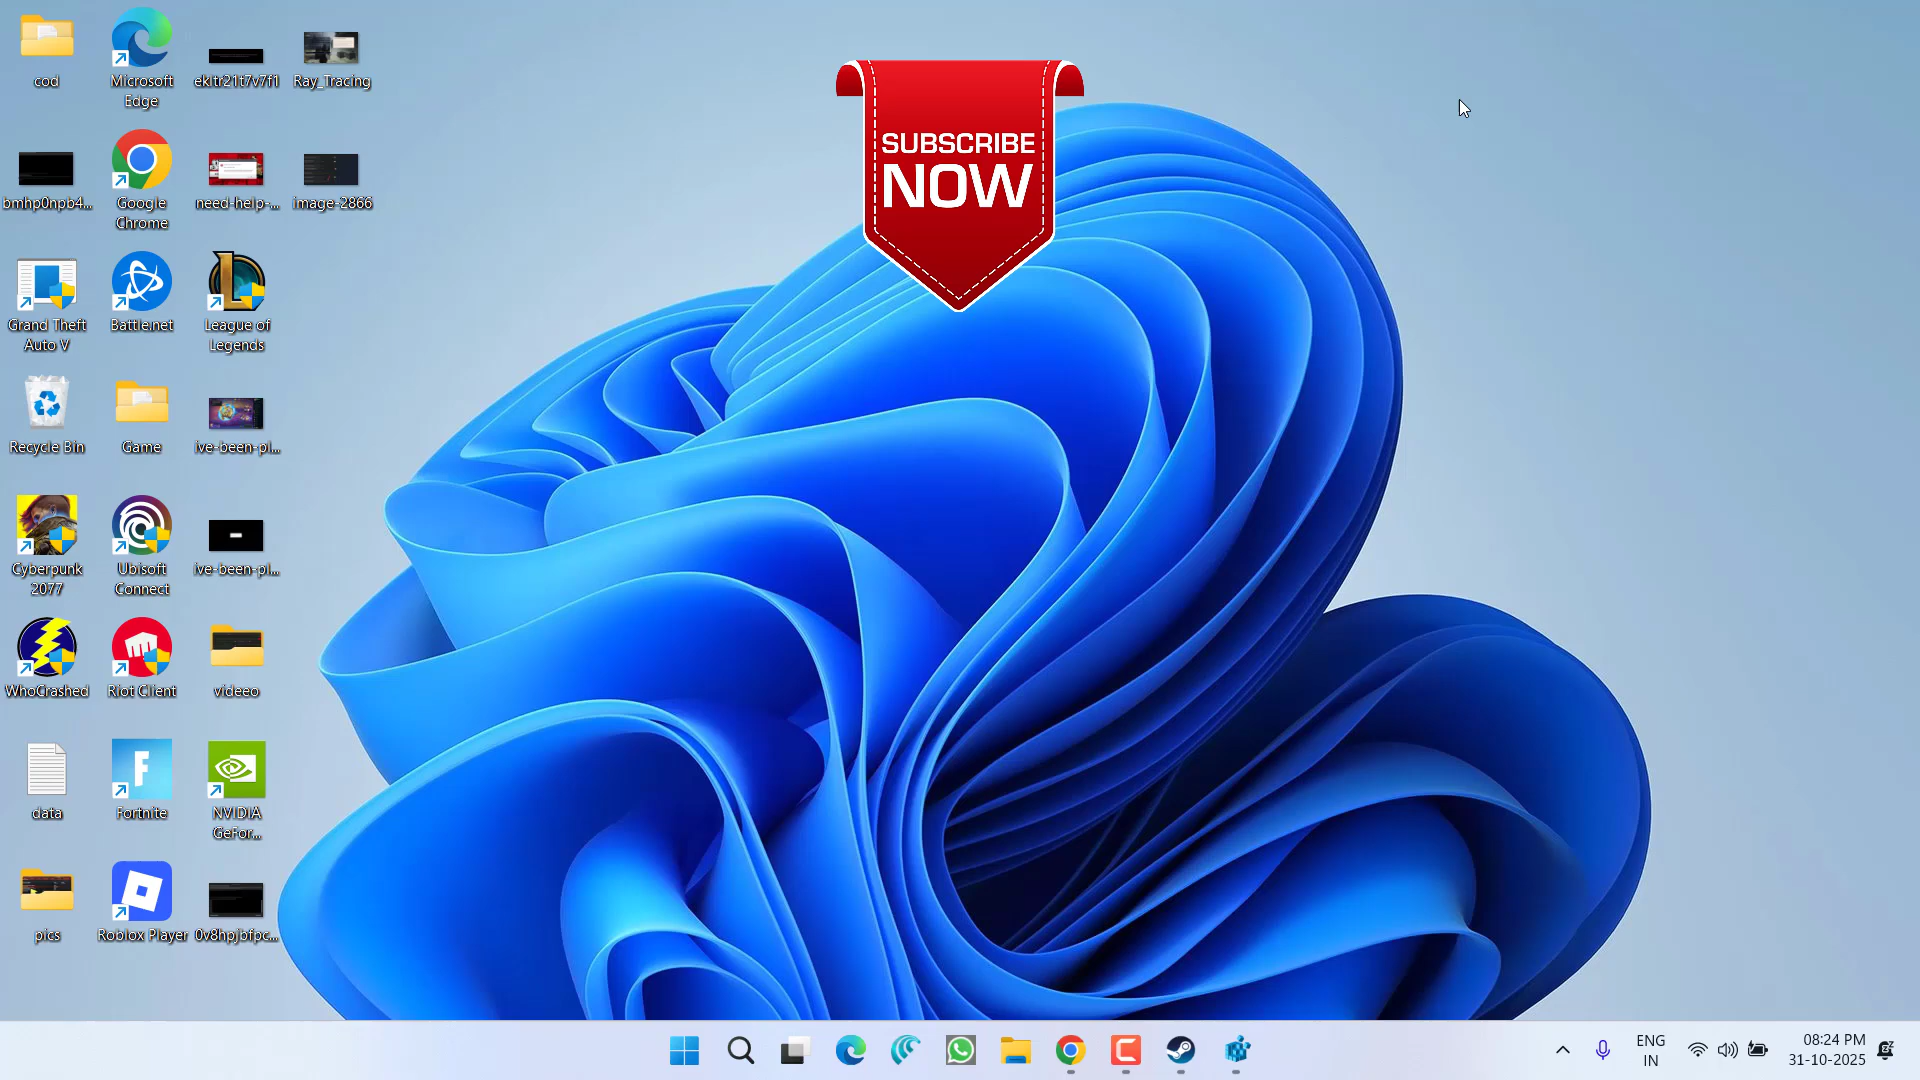 cod
Microsoft
Edge
ekltr21t7v7f1
Ray_Tracing
SUBSCRIBE
NOW
bmhp0npb4...
Google
Chrome
need-help-...
image-2866
Grand Theft
Auto V
Battle.net
League of
Legends
Recycle Bin
Game
ive-been-pl...
Cyberpunk
2077
Ubisoft
Connect
ive-been-pl...
WhoCrashed
Riot Client
videeo
data
Fortnite
NVIDIA
GeFor...
pics
Roblox Player
0v8hpjbfpc...
ENG
IN
08:24 PM
31-10-2025